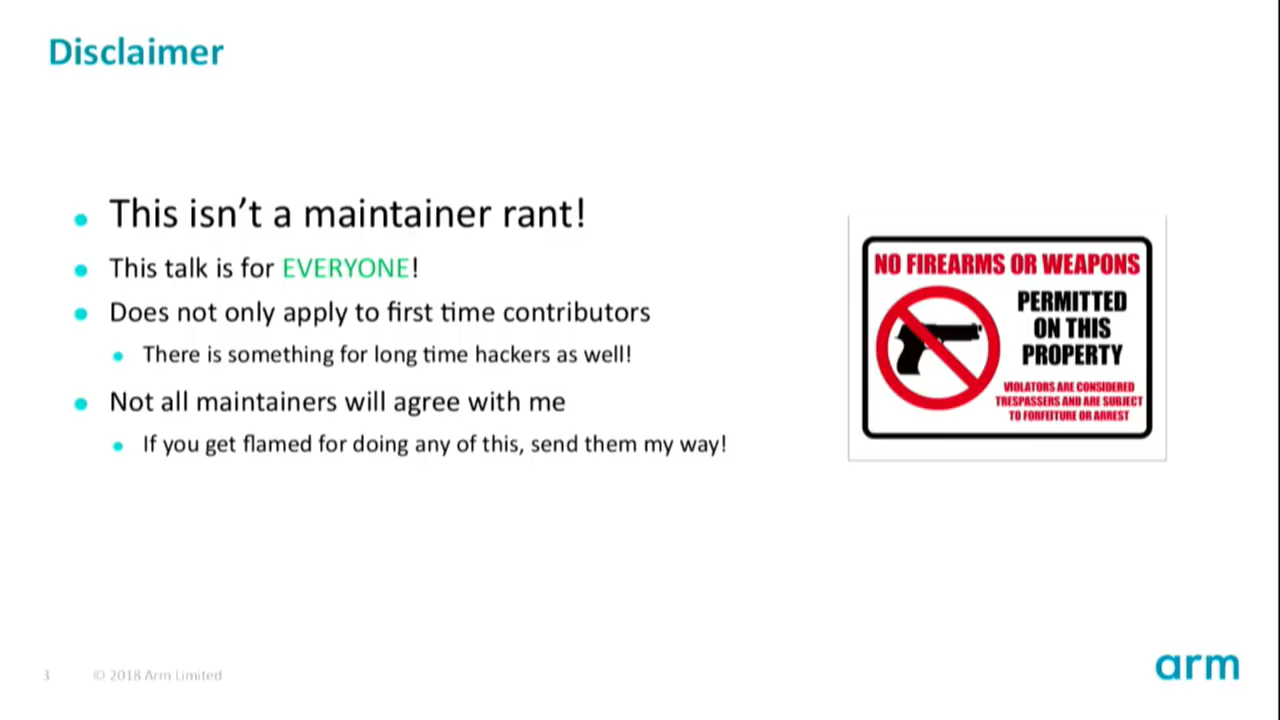 Disclaimer
This isn't a maintainer rant!
This talk is for EVERYONE!
Does not only apply to first time contributors
There is something for long time hackers as well!
Not all maintainers will agree with me
If you get flamed for doing any of this, send them my way!
NO FIREARMS OR WEAPONS
PERMITTED
ON THIS
PROPERTY
VIOLATORS ARE CONSIDERED
TRESPASSERS AND ARE SUBJECT
TO FORFEITURE OR ARREST
3 © 2018 Arm Limited
arm